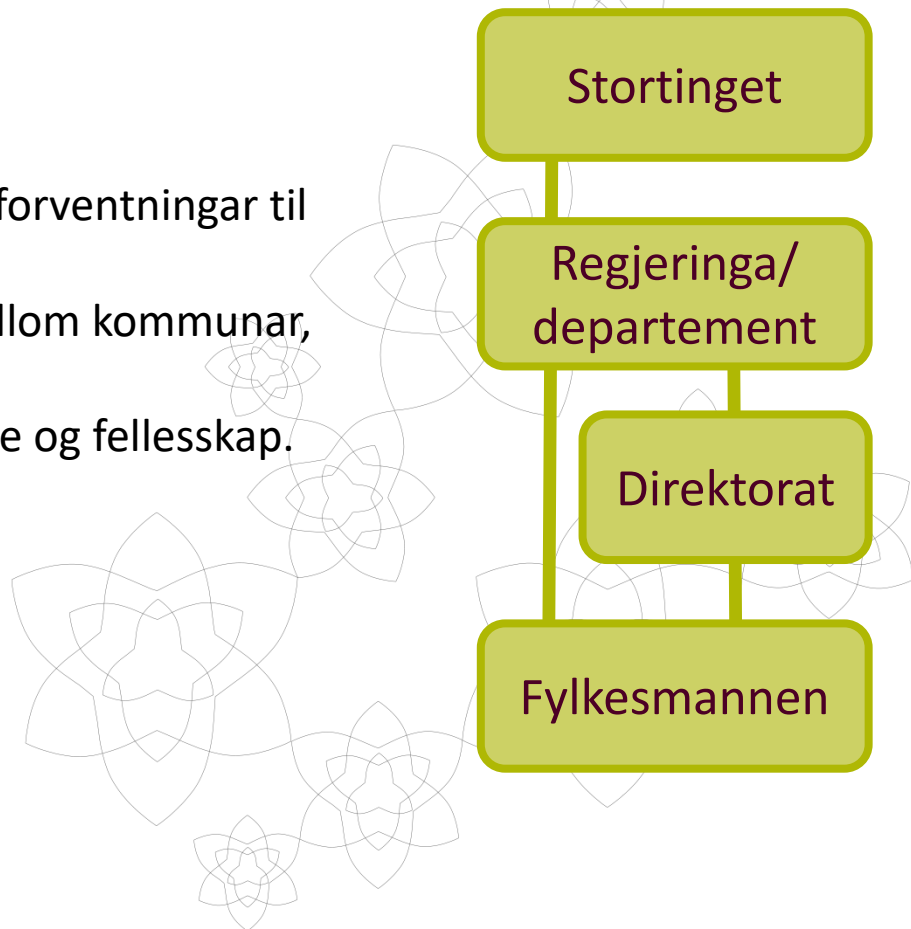 forventningar til
llom kommunar,
e og fellesskap.
Stortinget
Regjeringa/
departement
Direktorat
Fylkesmannen